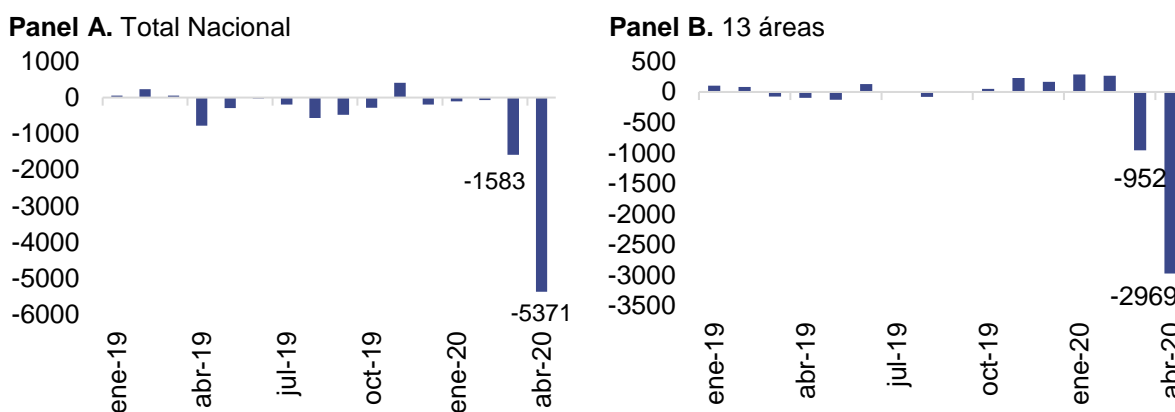 Panel A. Total Nacional
1000
0
-1000
-2000
-3000
-4000
-5000
-6000
-1583
-5371
ene-19
abr-19
jul-19
oct-19
ene-20
abr-20
Panel B. 13 áreas
500
0
-500
-1000
-1500
-2000
-2500
-3000
-3500
-952
-2969
ene-19
abr-19
jul-19
oct-19
ene-20
abr-20